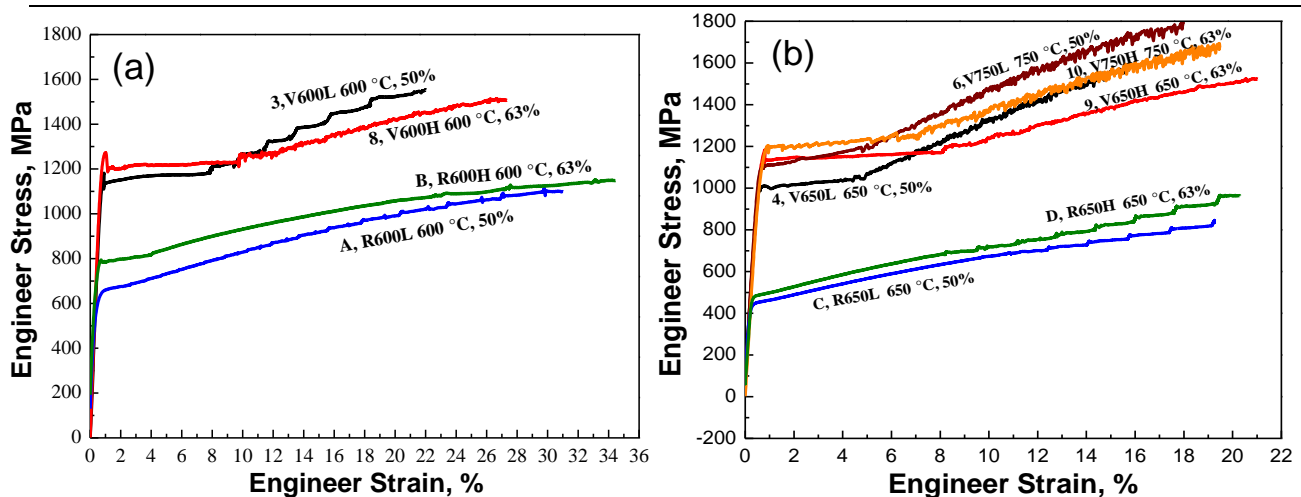 (a)
Engineer Stress, MPa
1800
1600
1400
1200
1000
800
600
400
200
0
3,V600L 600 °C, 50%
8, V600H 600 °C, 63%
B, R600H 600 °C, 63%
A, R600L 600 °C, 50%
0 2 4 6 8 10 12 14 16 18 20 22 24 26 28 30 32 34 36
Engineer Strain, %
(b)
Engineer Stress, MPa
1800
1600
1400
1200
1000
800
600
400
200
0
-200
6,V750L 750 °C, 50%
10, V750H 750 °C, 63%
9, V650H 650 °C, 63%
4, V650L 650 °C, 50%
D, R650H 650 °C, 63%
C, R650L 650 °C, 50%
0 2 4 6 8 10 12 14 16 18 20 22
Engineer Strain, %